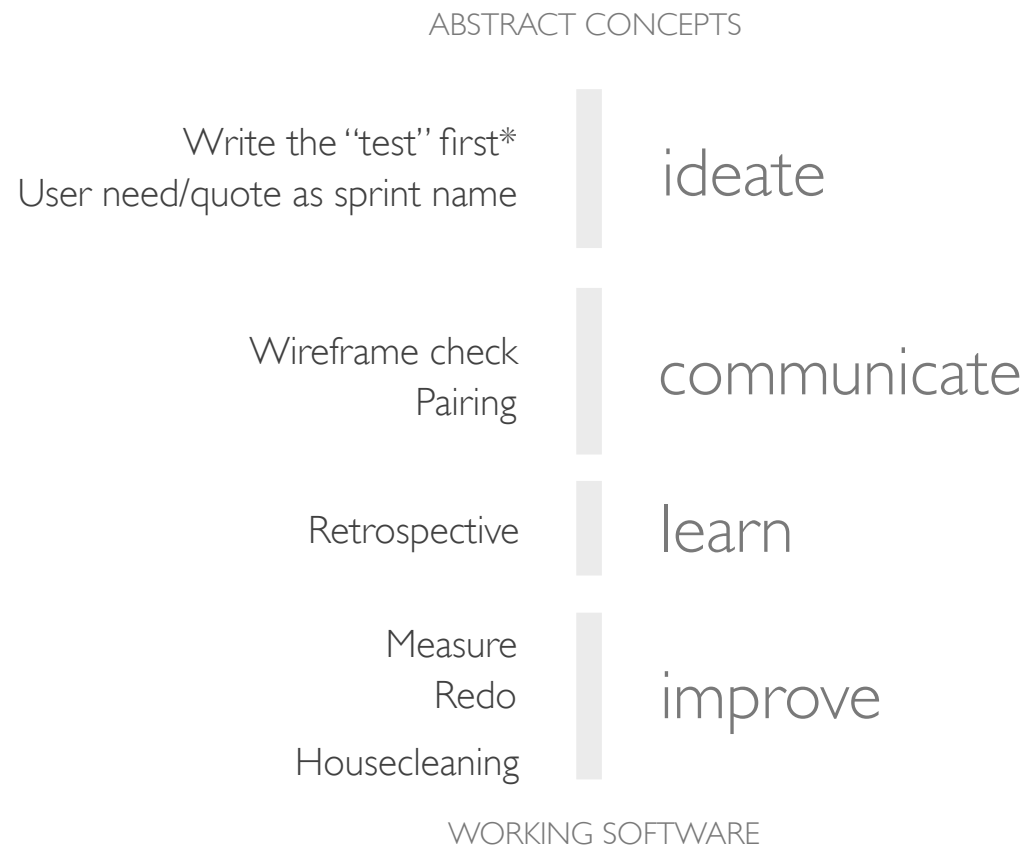 ABSTRACT CONCEPTS
Write the “test” first*
User need/quote as sprint name
ideate
Wireframe check
Pairing
communicate
Retrospective
learn
Measure
Redo
Housecleaning
improve
WORKING SOFTWARE